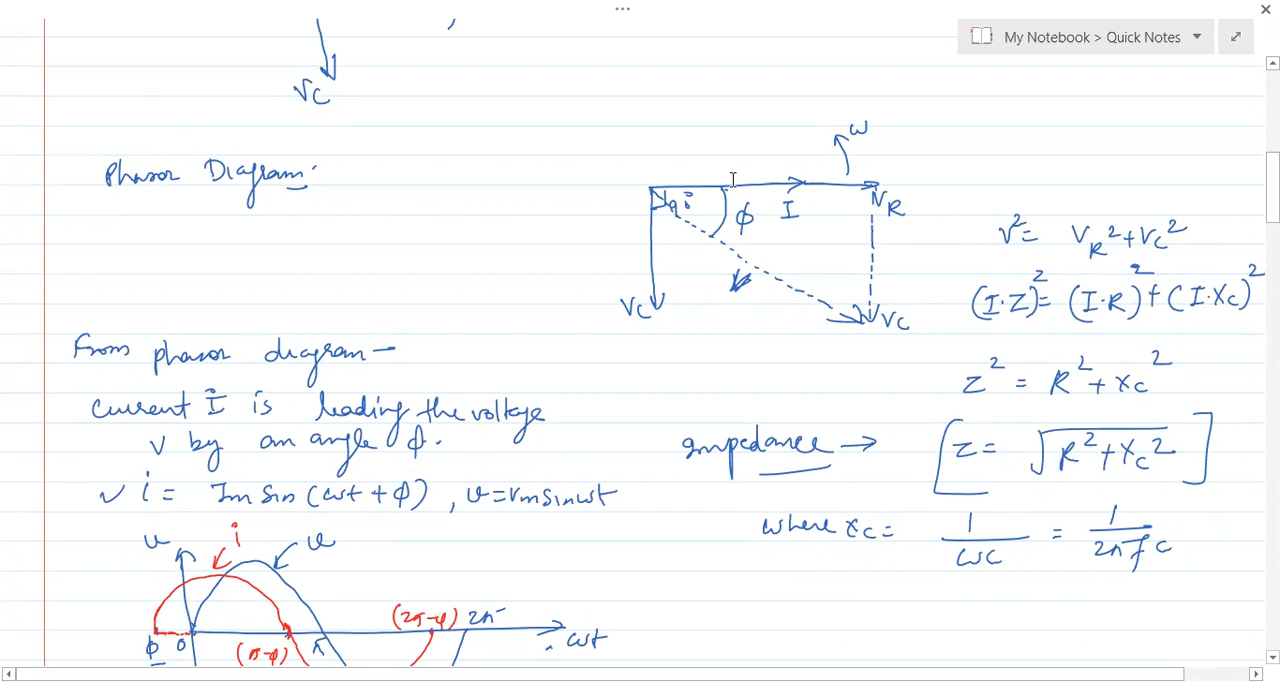 ...
My Notebook > Quick Notes
VC
Phasor Diagram:
ω
90°
ϕ
I
VR
VC
VC
V² = VR² + VC²
(I·Z)² = (I·R)² + (I·XC)²
Z² = R² + XC²
Impedance → [Z = √R² + XC²]
where XC = 1/ωC = 1/2πfC
From phasor diagram –
current I is leading the voltage
V by an angle ϕ.
i = Im Sin (ωt + ϕ), v = Vm sin ωt
v
i
v
ϕ 0 (π-φ) π (2π-φ) 2π ωt